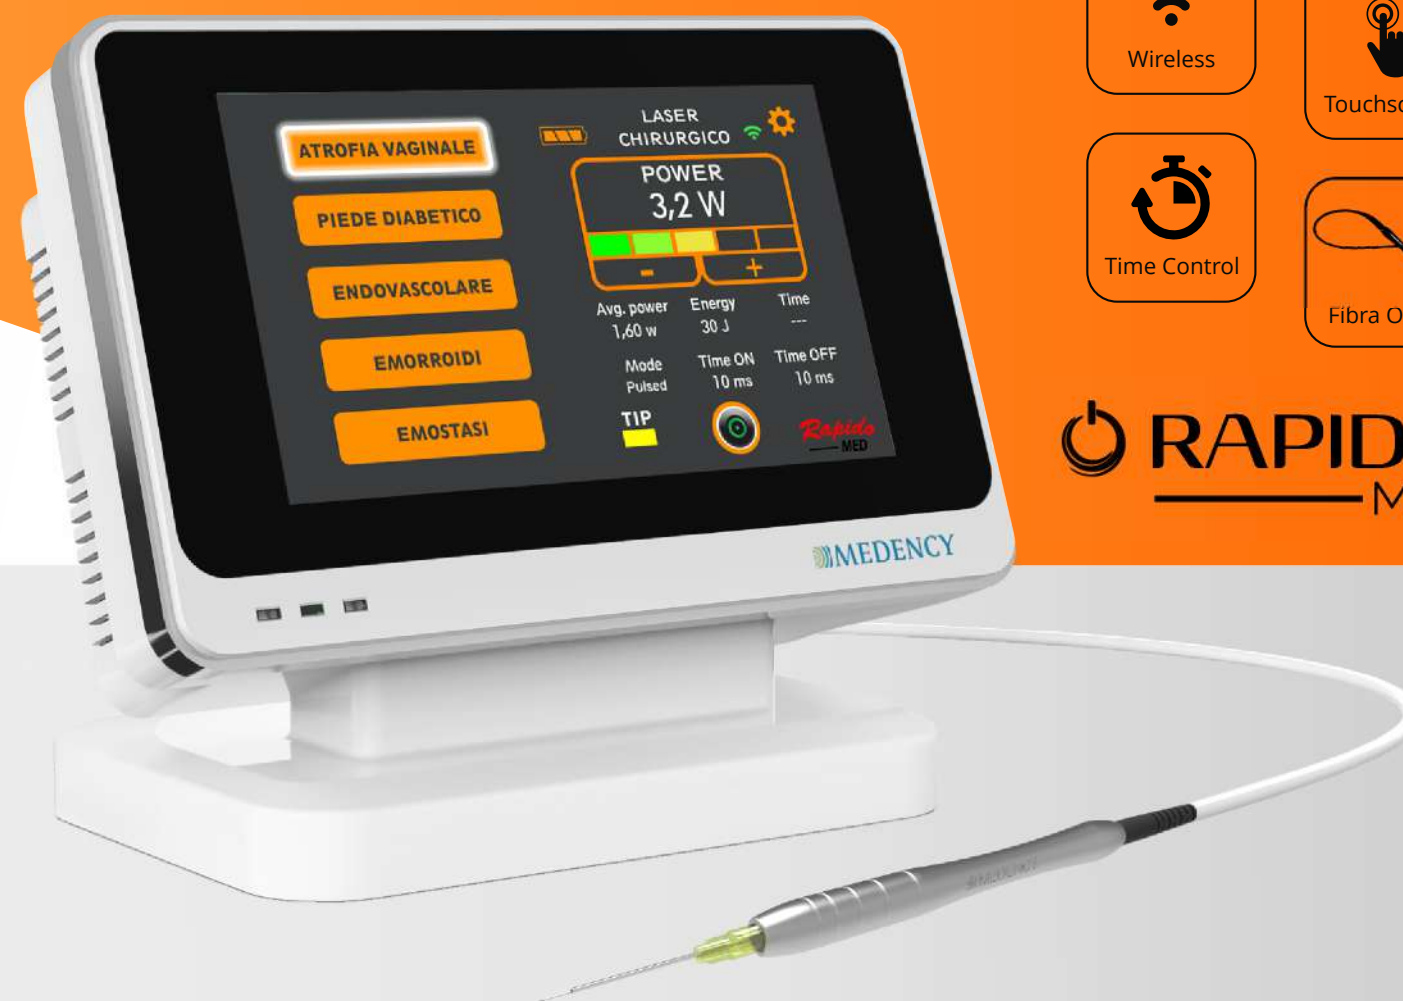 Wireless
Touchsc
Time Control
Fibra O
RAPID
M
ATROFIA VAGINALE
PIEDE DIABETICO
ENDOVASCOLARE
EMORROIDI
EMOSTASI
LASER
CHIRURGICO
POWER
3,2 W
- +
Avg. power Energy Time
1,60 w 30 J ---
Mode Time ON Time OFF
Pulsed 10 ms 10 ms
TIP
Rapido
MED
MEDENCY
MEDENCY